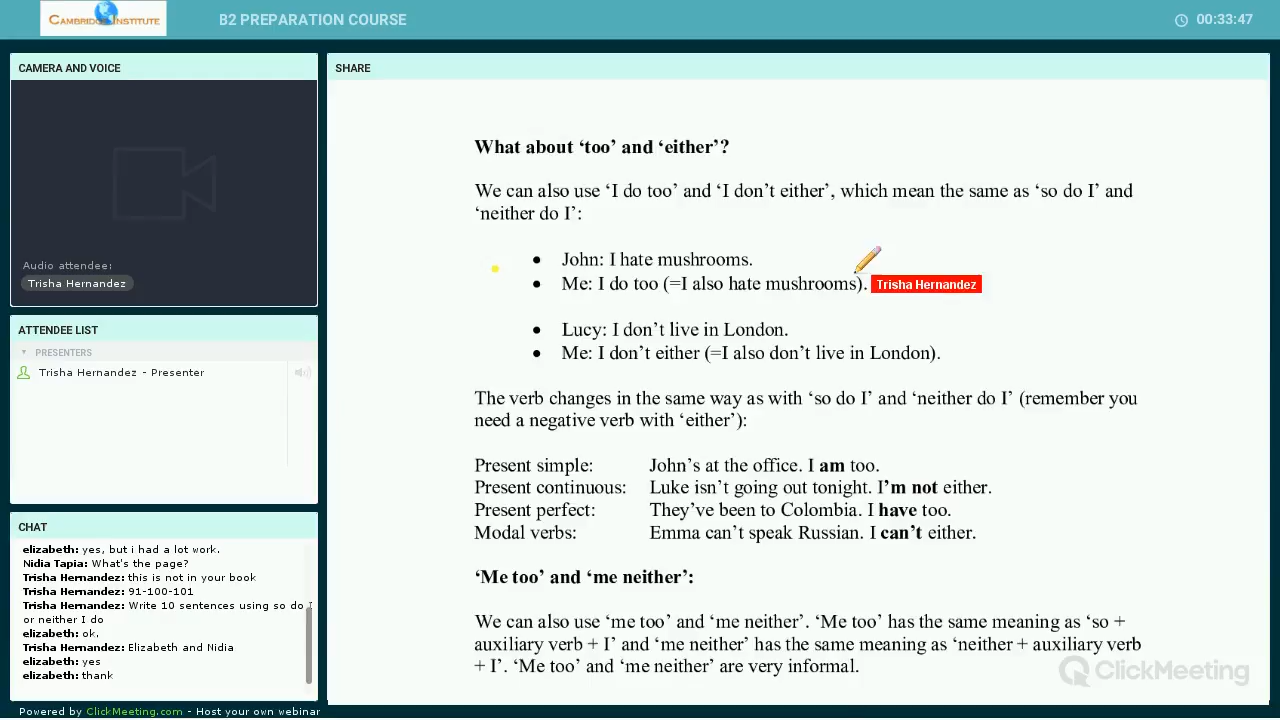 CAMBRIDGE INSTITUTE
B2 PREPARATION COURSE
00:33:47
CAMERA AND VOICE
Audio attendee:
Trisha Hernandez
ATTENDEE LIST
PRESENTERS
Trisha Hernandez - Presenter
CHAT
elizabeth: yes, but i had a lot work.
Nidia Tapia: What's the page?
Trisha Hernandez: this is not in your book
Trisha Hernandez: 91-100-101
Trisha Hernandez: Write 10 sentences using so do I
or neither I do
elizabeth: ok.
Trisha Hernandez: Elizabeth and Nidia
elizabeth: yes
elizabeth: thank
Powered by ClickMeeting.com - Host your own webinar
SHARE
What about ‘too’ and ‘either’?
We can also use ‘I do too’ and ‘I don’t either’, which mean the same as ‘so do I’ and
‘neither do I’:
• John: I hate mushrooms.
• Me: I do too (=I also hate mushrooms). Trisha Hernandez
• Lucy: I don’t live in London.
• Me: I don’t either (=I also don’t live in London).
The verb changes in the same way as with ‘so do I’ and ‘neither do I’ (remember you
need a negative verb with ‘either’):
Present simple: John’s at the office. I am too.
Present continuous: Luke isn’t going out tonight. I’m not either.
Present perfect: They’ve been to Colombia. I have too.
Modal verbs: Emma can’t speak Russian. I can’t either.
‘Me too’ and ‘me neither’:
We can also use ‘me too’ and ‘me neither’. ‘Me too’ has the same meaning as ‘so +
auxiliary verb + I’ and ‘me neither’ has the same meaning as ‘neither + auxiliary verb
+ I’. ‘Me too’ and ‘me neither’ are very informal.
ClickMeeting